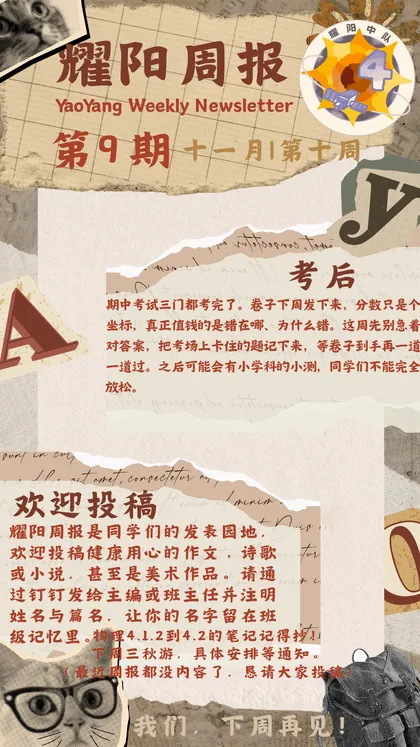 耀阳周报
耀阳中队
4
YaoYang Weekly Newsletter
第9期
十一月|第十周
y
考后
期中考试三门都考完了。卷子下周发下来，分数只是个
坐标，真正值钱的是错在哪、为什么错。这周先别急着
对答案，把考场上卡住的题记下来，等卷子到手再一道
一道过。之后可能会有小学科的小测，同学们不能完全
放松。
A
欢迎投稿
耀阳周报是同学们的发表园地，
欢迎投稿健康用心的作文，诗歌
或小说，甚至是美术作品。请通
过钉钉发给主编或班主任并注明
姓名与篇名，让你的名字留在班
级记忆里。
物理4.1.2到4.2的笔记记得抄！
下周三秋游，具体安排等通知。
（最近周报都没内容了，恳请大家投稿）
我们，下周再见！